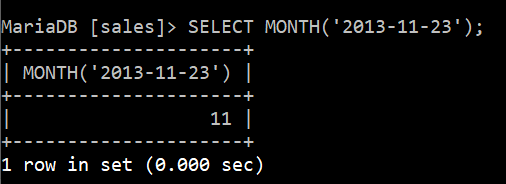 MariaDB [sales]> SELECT MONTH('2013-11-23');
+---------------------+
| MONTH('2013-11-23') |
+---------------------+
|                  11 |
+---------------------+
1 row in set (0.000 sec)